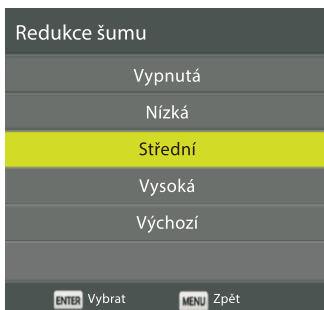 Redukce šumu
Vypnutá
Nízká
Střední
Vysoká
Výchozí
ENTER Vybrat MENU Zpět